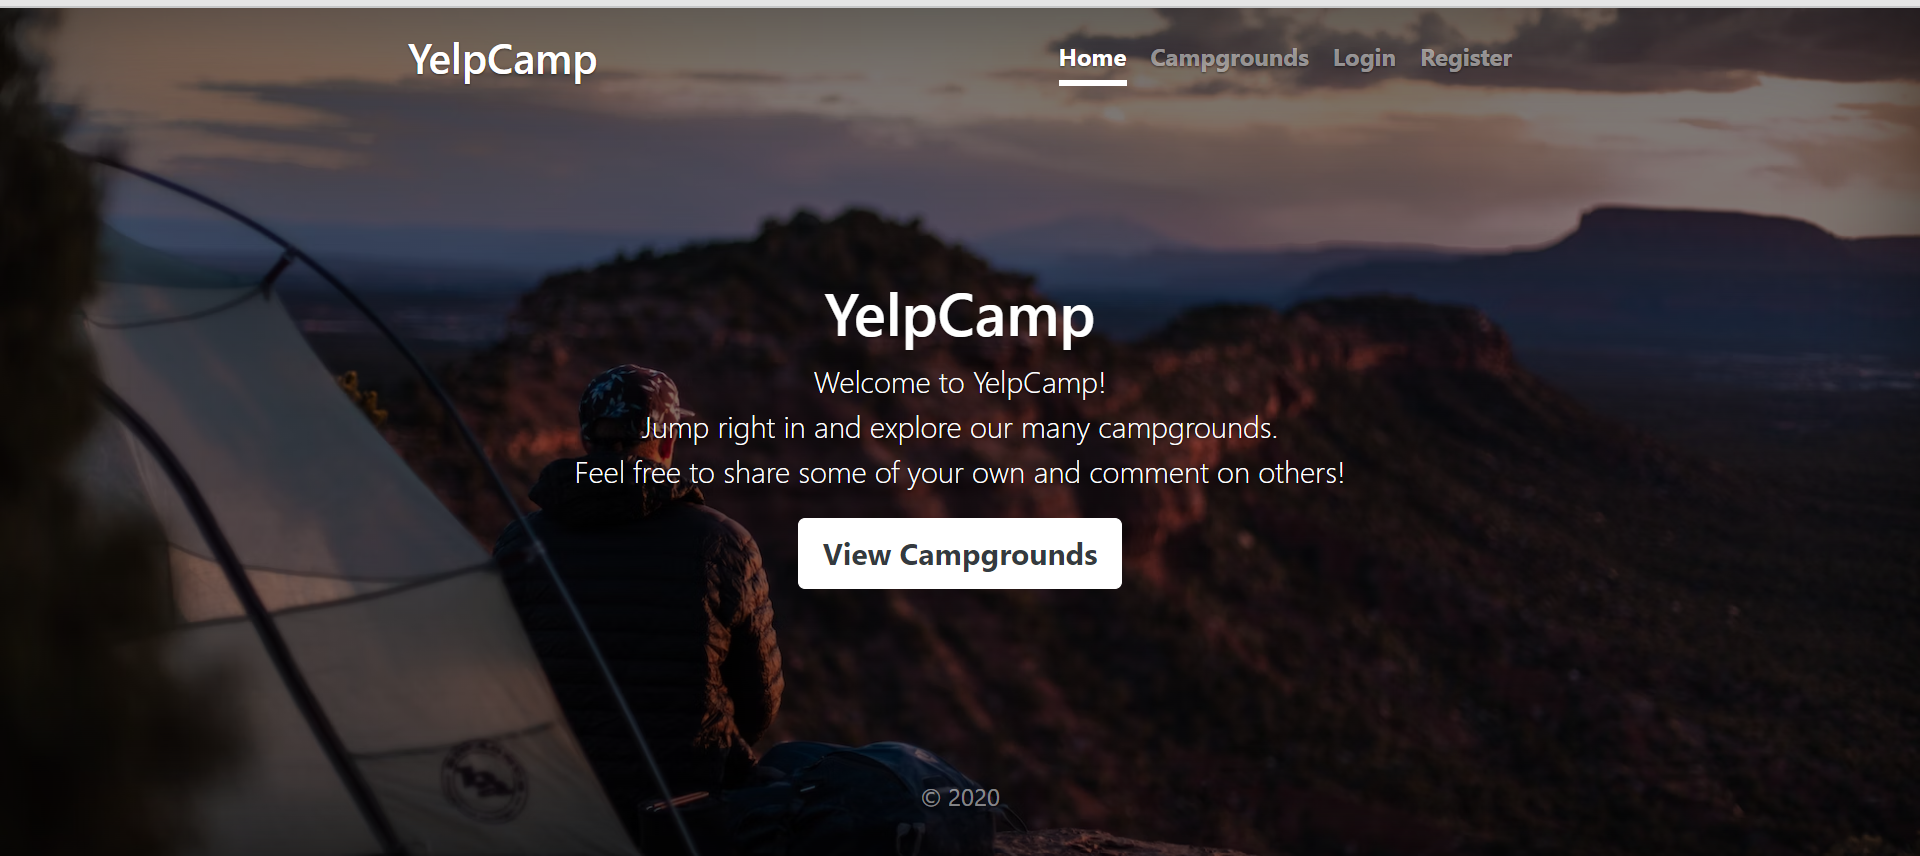 YelpCamp
Home Campgrounds Login Register
YelpCamp
Welcome to YelpCamp!
Jump right in and explore our many campgrounds.
Feel free to share some of your own and comment on others!
View Campgrounds
© 2020